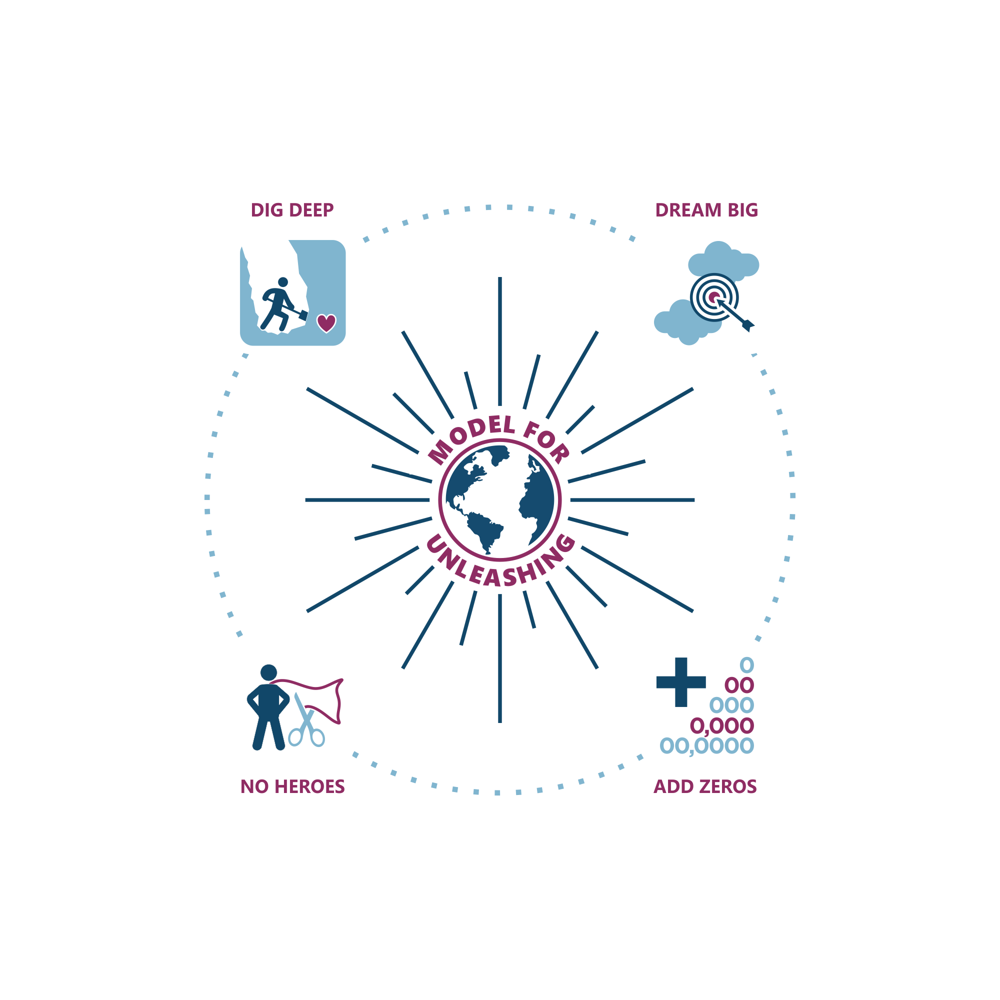 DIG DEEP
DREAM BIG
MODEL FOR
UNLEASHING
0
00
000
0,000
00,0000
NO HEROES
ADD ZEROS